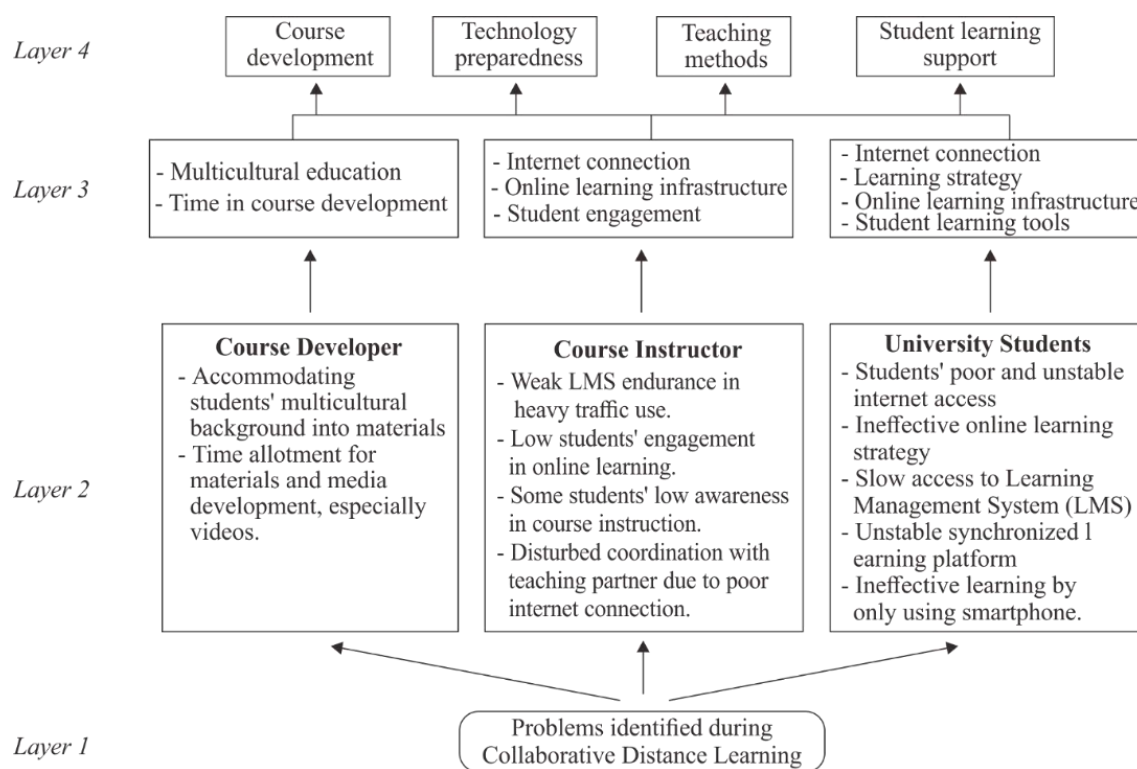 Layer 4
Course
development
Technology
preparedness
Teaching
methods
Student learning
support
Layer 3
- Multicultural education
- Time in course development
- Internet connection
- Online learning infrastructure
- Student engagement
- Internet connection
- Learning strategy
- Online learning infrastructure
- Student learning tools
Layer 2
Course Developer
- Accommodating
students' multicultural
background into materials
- Time allotment for
materials and media
development, especially
videos.
Course Instructor
- Weak LMS endurance in
heavy traffic use.
- Low students' engagement
in online learning.
- Some students' low awareness
in course instruction.
- Disturbed coordination with
teaching partner due to poor
internet connection.
University Students
- Students' poor and unstable
internet access
- Ineffective online learning
strategy
- Slow access to Learning
Management System (LMS)
- Unstable synchronized l
earning platform
- Ineffective learning by
only using smartphone.
Layer 1
Problems identified during
Collaborative Distance Learning